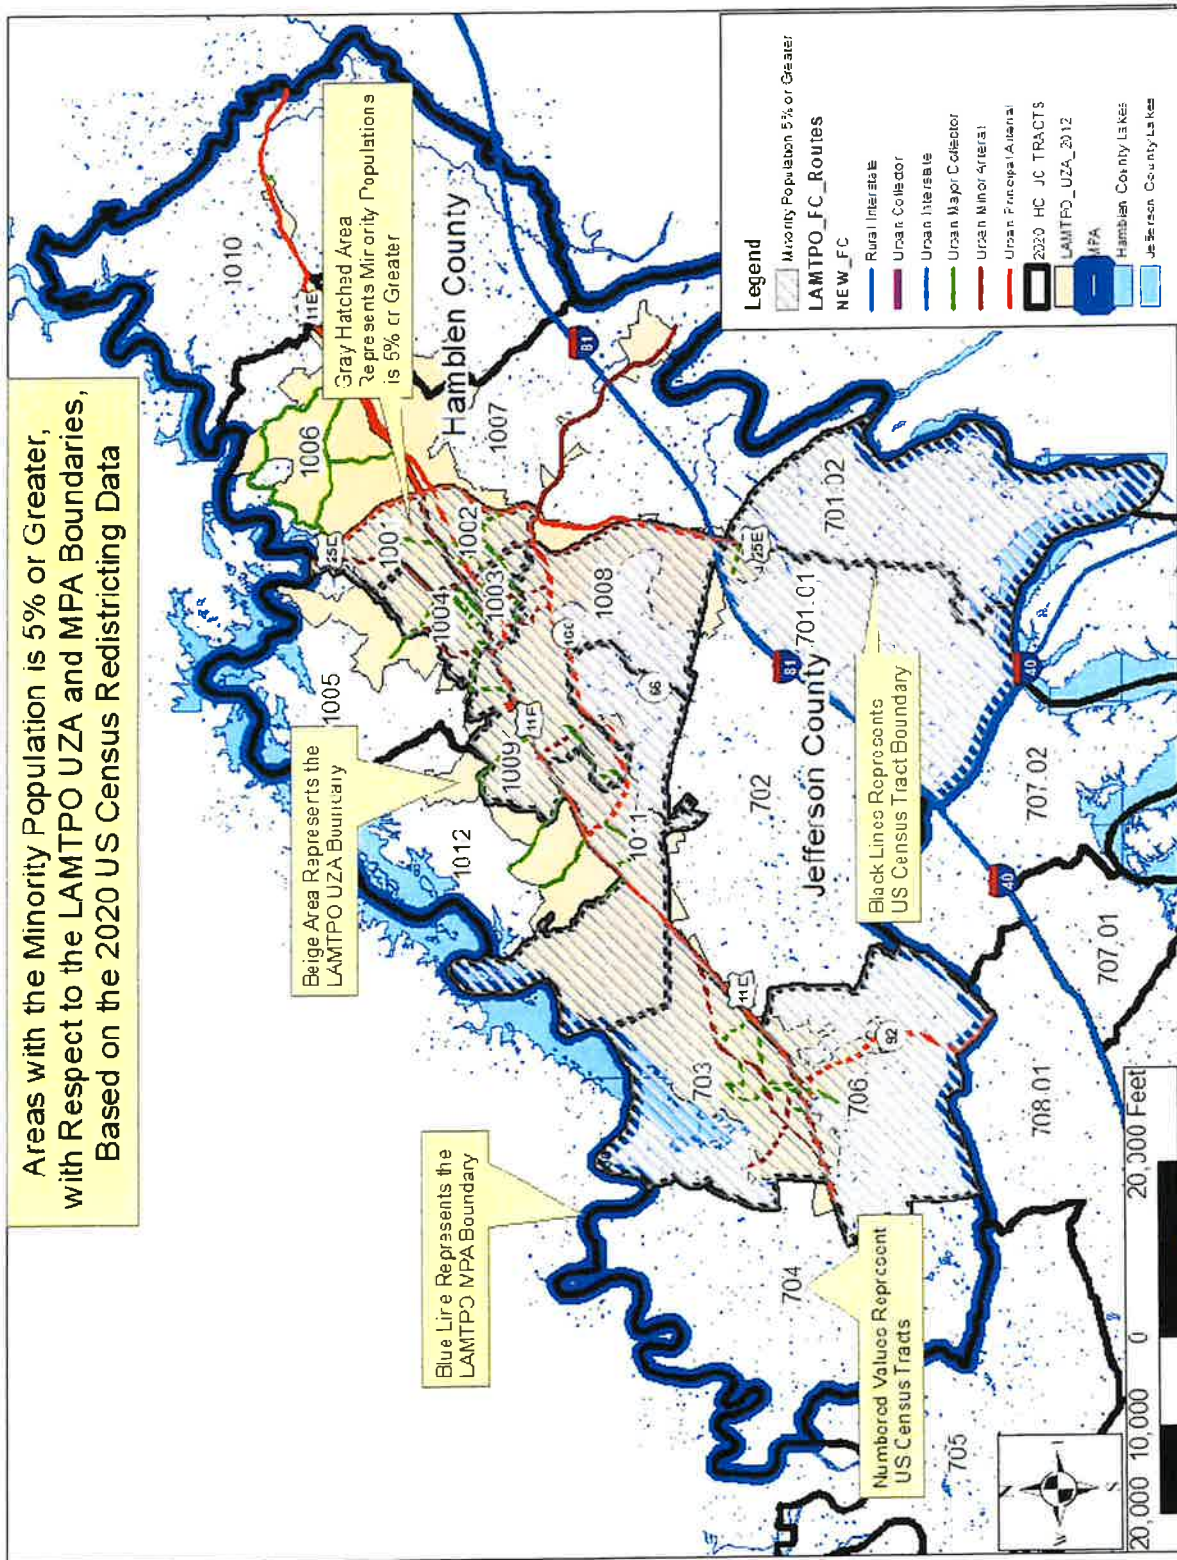 Areas with the Minority Population is 5% or Greater,
with Respect to the LAMTPO UZA and MPA Boundaries,
Based on the 2020 US Census Redistricting Data
Blue Line Represents the
LAMTPO MPA Boundary
Beige Area Represents the
LAMTPO UZA Boundary
Gray Hatched Area
Represents Minority Populations
is 5% or Greater
Numbered Values Represent
US Census Tracts
Black Lines Represents
US Census Tract Boundary
Hamblen County
Jefferson County
1010
1006
1007
1001
1002
1003
1004
1005
1008
1009
1011
1012
701.01
701.02
702
703
704
705
706
707.01
707.02
708.01
11E
25E
11E
66
25E
11E
92
81
81
40
40
Legend
Minority Population 5% or Greater
LAMTPO_FC_Routes
NEW_FC
Rural Interstate
Urban Collector
Urban Interstate
Urban Major Collector
Urban Minor Arterial
Urban Principal Arterial
2020 HC JC TRACTS
LAMTPO_UZA_2012
MPA
Hamblen County Lakes
Jefferson County Lakes
N
W
S
20,000 10,000 0 20,000 Feet